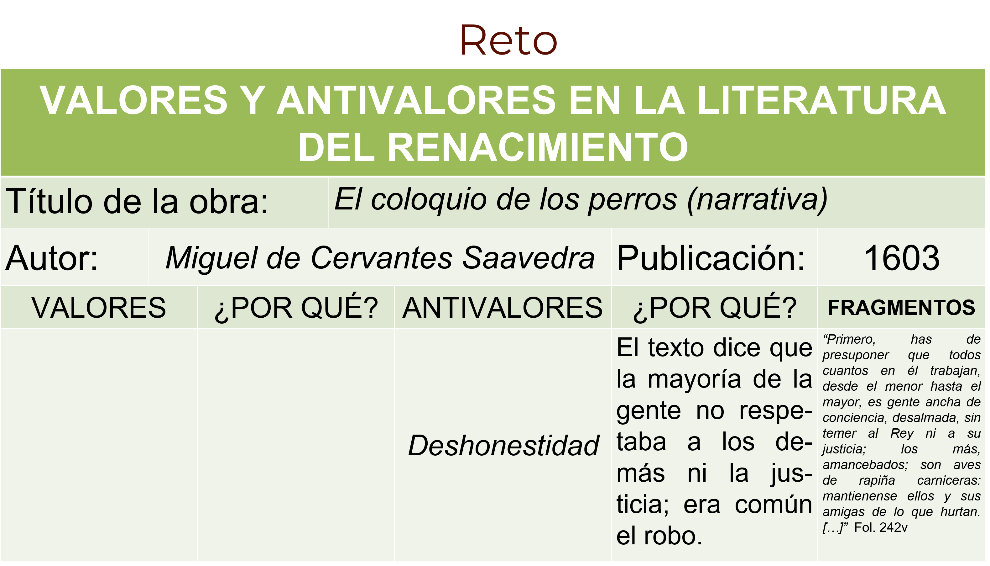 Reto
VALORES Y ANTIVALORES EN LA LITERATURA
DEL RENACIMIENTO
Título de la obra: El coloquio de los perros (narrativa)
Autor: Miguel de Cervantes Saavedra Publicación: 1603
VALORES ¿POR QUÉ? ANTIVALORES ¿POR QUÉ? FRAGMENTOS
Deshonestidad
El texto dice que
la mayoría de la
gente no respe-
taba a los de-
más ni la jus-
ticia; era común
el robo.
“Primero, has de
presuponer que todos
cuantos en él trabajan,
desde el menor hasta el
mayor, es gente ancha de
conciencia, desalmada, sin
temer al Rey ni a su
justicia; los más,
amancebados; son aves
de rapiña carniceras:
mantienense ellos y sus
amigas de lo que hurtan.
[…]” Fol. 242v